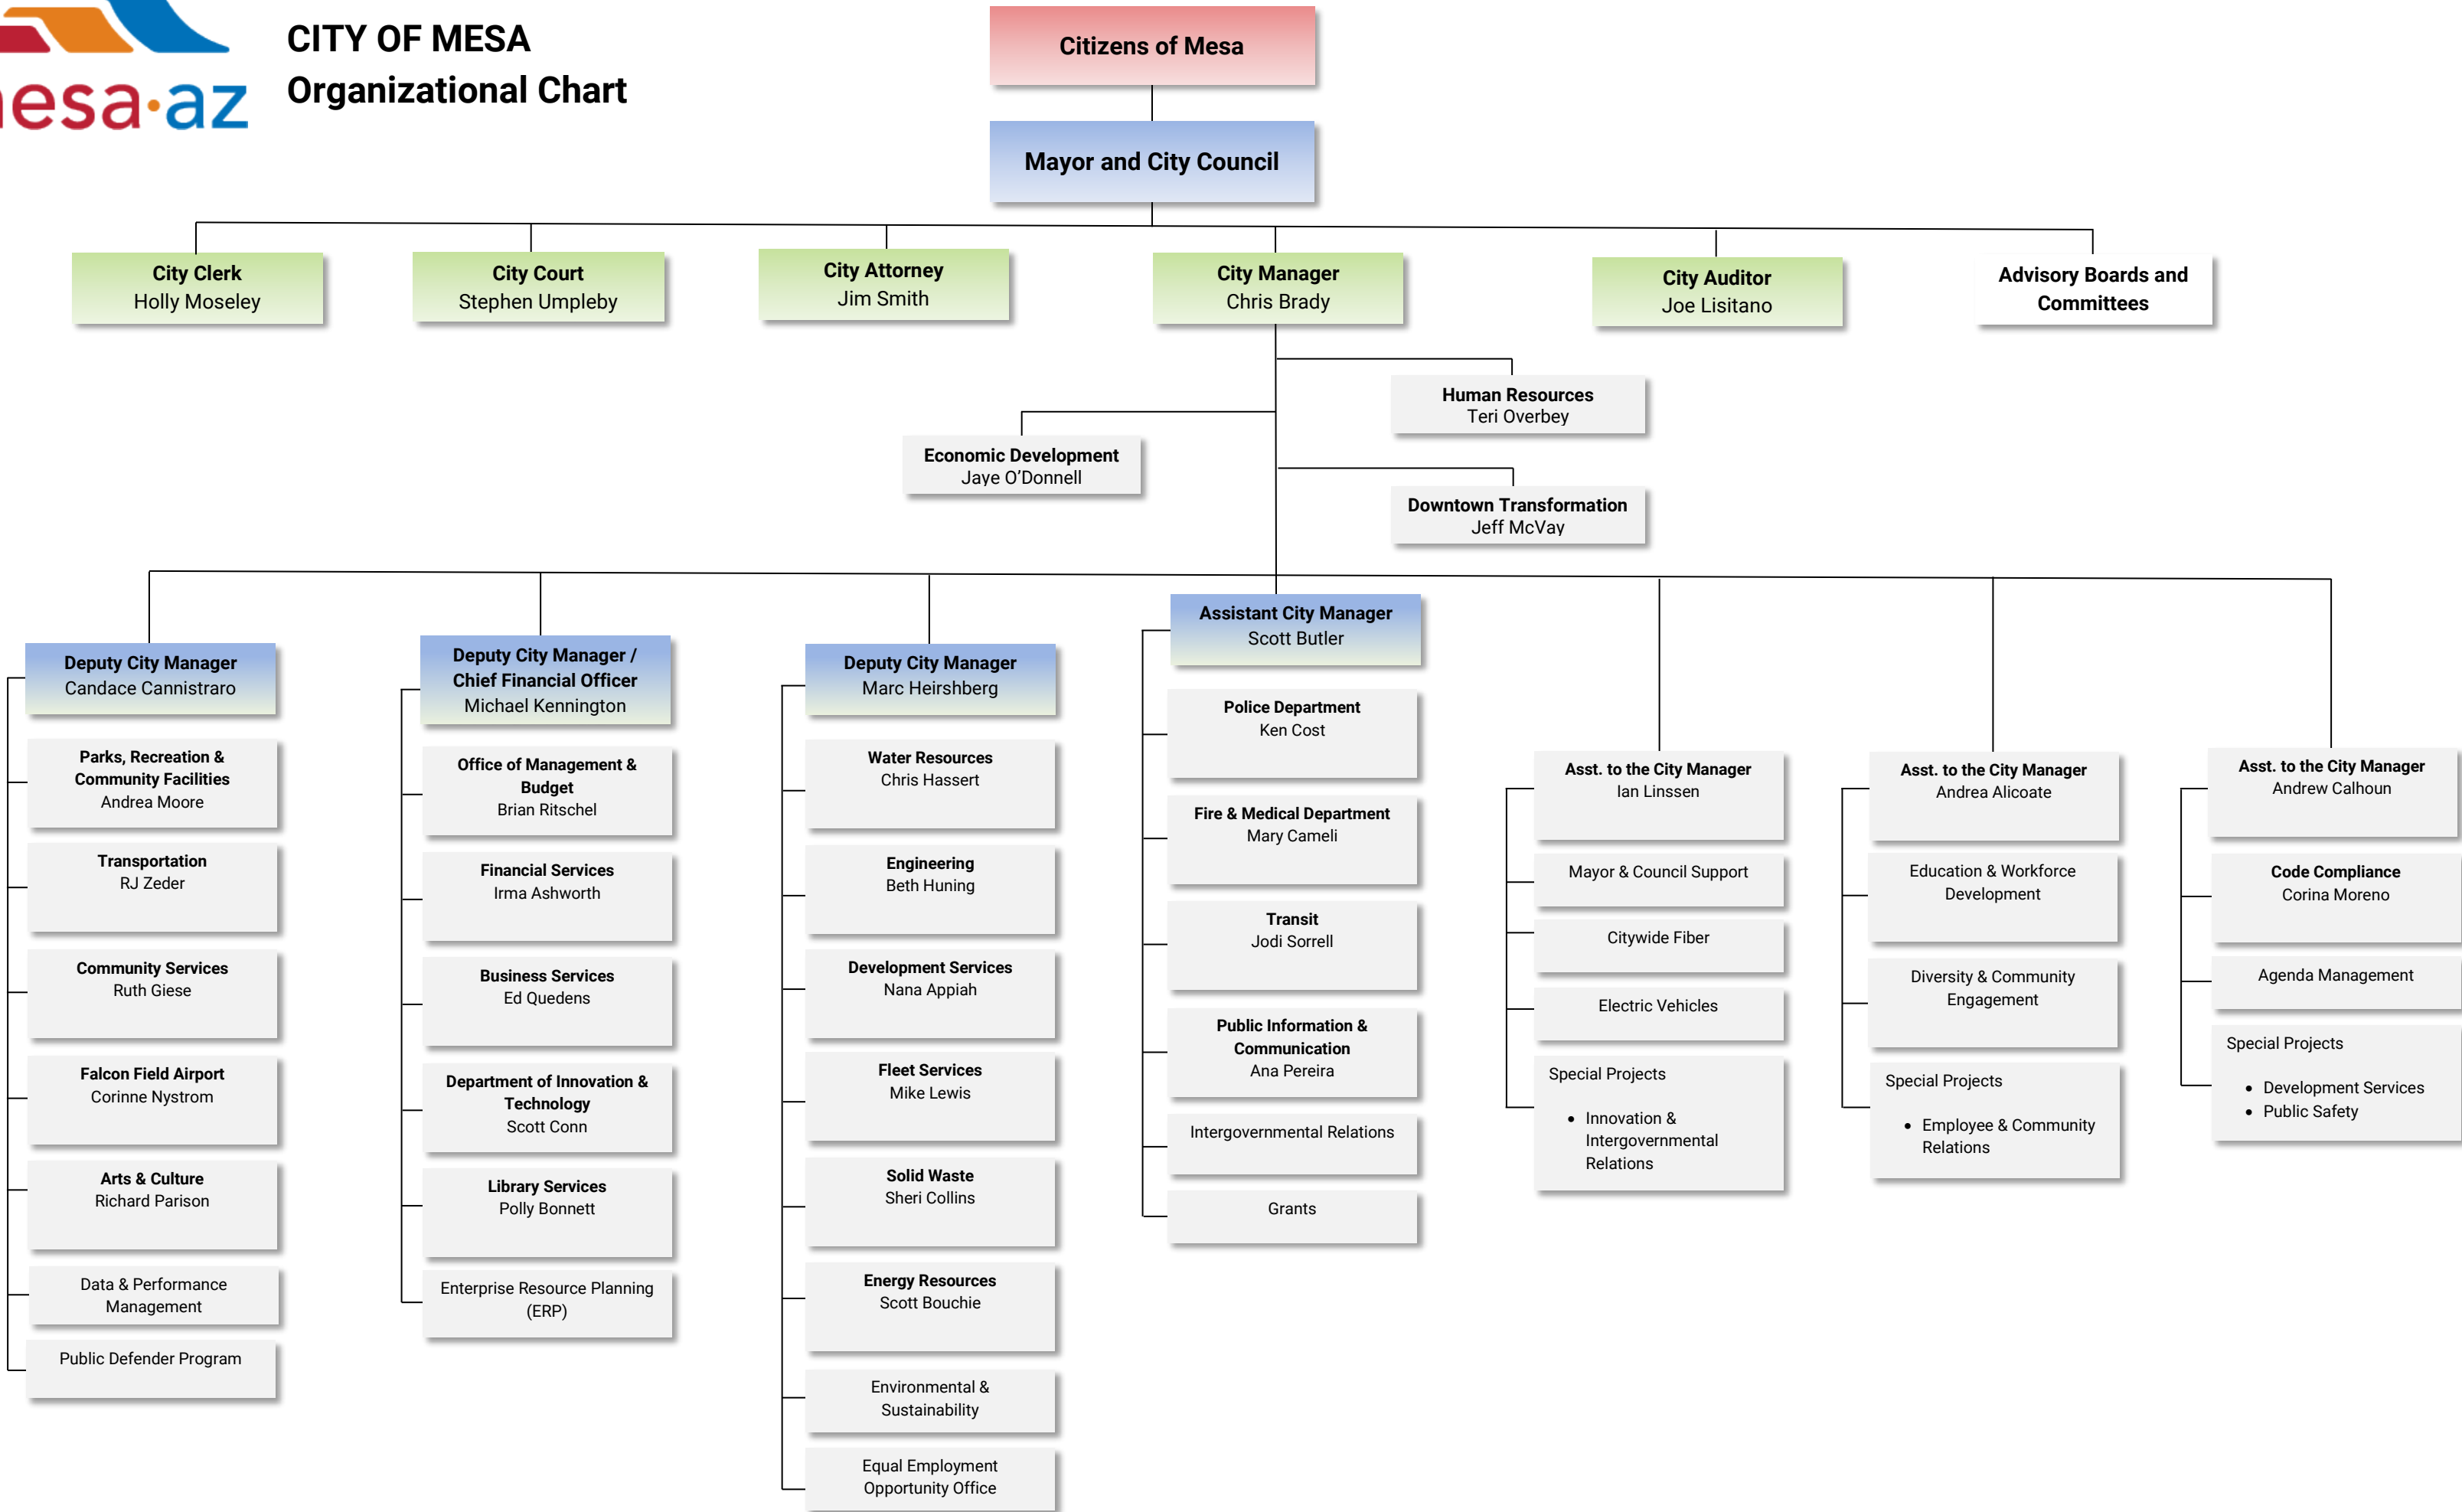 CITY OF MESA
Organizational Chart
esa·az
Citizens of Mesa
Mayor and City Council
City Clerk
Holly Moseley
City Court
Stephen Umpleby
City Attorney
Jim Smith
City Manager
Chris Brady
City Auditor
Joe Lisitano
Advisory Boards and
Committees
Human Resources
Teri Overbey
Economic Development
Jaye O’Donnell
Downtown Transformation
Jeff McVay
Deputy City Manager
Candace Cannistraro
Parks, Recreation &
Community Facilities
Andrea Moore
Transportation
RJ Zeder
Community Services
Ruth Giese
Falcon Field Airport
Corinne Nystrom
Arts & Culture
Richard Parison
Data & Performance
Management
Public Defender Program
Deputy City Manager /
Chief Financial Officer
Michael Kennington
Office of Management &
Budget
Brian Ritschel
Financial Services
Irma Ashworth
Business Services
Ed Quedens
Department of Innovation &
Technology
Scott Conn
Library Services
Polly Bonnett
Enterprise Resource Planning
(ERP)
Deputy City Manager
Marc Heirshberg
Water Resources
Chris Hassert
Engineering
Beth Huning
Development Services
Nana Appiah
Fleet Services
Mike Lewis
Solid Waste
Sheri Collins
Energy Resources
Scott Bouchie
Environmental &
Sustainability
Equal Employment
Opportunity Office
Assistant City Manager
Scott Butler
Police Department
Ken Cost
Fire & Medical Department
Mary Cameli
Transit
Jodi Sorrell
Public Information &
Communication
Ana Pereira
Intergovernmental Relations
Grants
Asst. to the City Manager
Ian Linssen
Mayor & Council Support
Citywide Fiber
Electric Vehicles
Special Projects
• Innovation &
Intergovernmental
Relations
Asst. to the City Manager
Andrea Alicoate
Education & Workforce
Development
Diversity & Community
Engagement
Special Projects
• Employee & Community
Relations
Asst. to the City Manager
Andrew Calhoun
Code Compliance
Corina Moreno
Agenda Management
Special Projects
• Development Services
• Public Safety